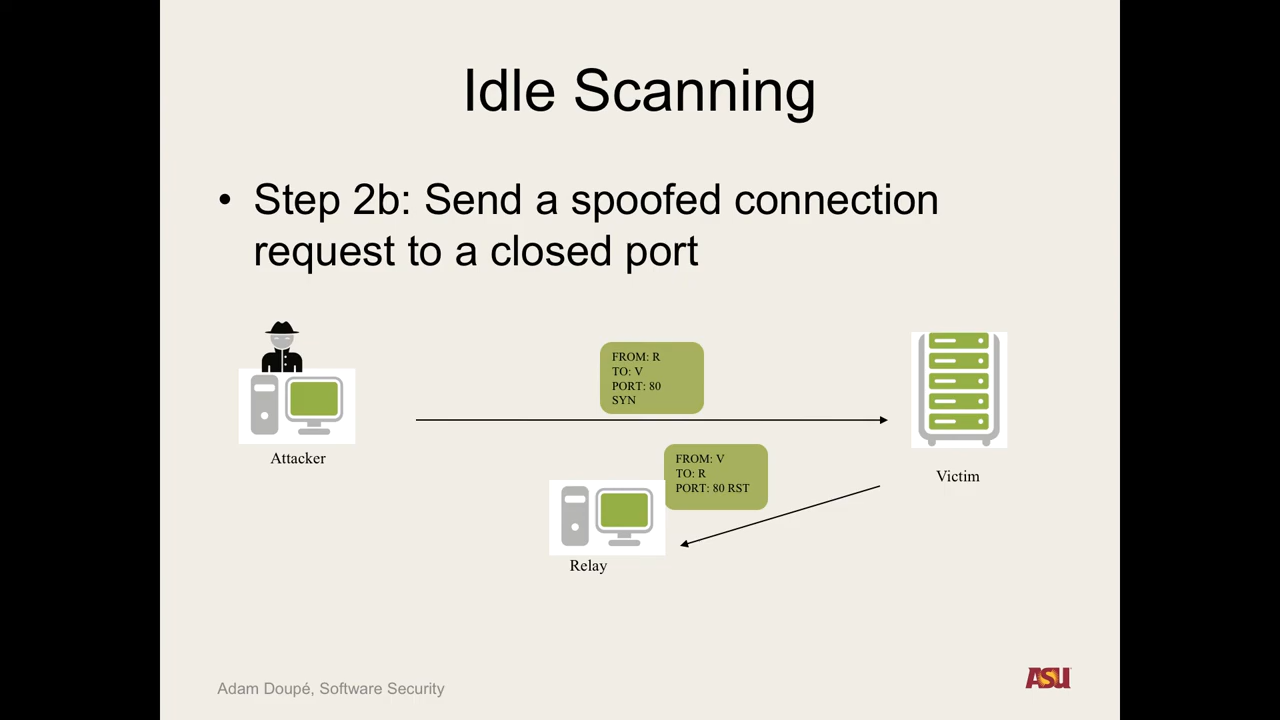 Idle Scanning
• Step 2b: Send a spoofed connection
request to a closed port
FROM: R
TO: V
PORT: 80
SYN
Attacker
FROM: V
TO: R
PORT: 80 RST
Victim
Relay
Adam Doupé, Software Security
ASU